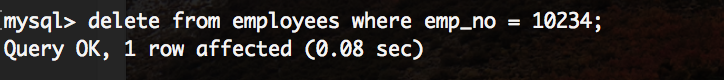 mysql> delete from employees where emp_no = 10234;
Query OK, 1 row affected (0.08 sec)